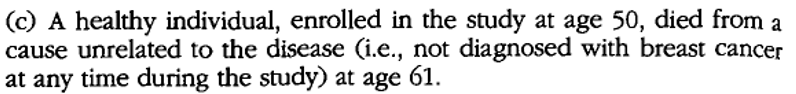 (c) A healthy individual, enrolled in the study at age 50, died from a
cause unrelated to the disease (i.e., not diagnosed with breast cancer
at any time during the study) at age 61.